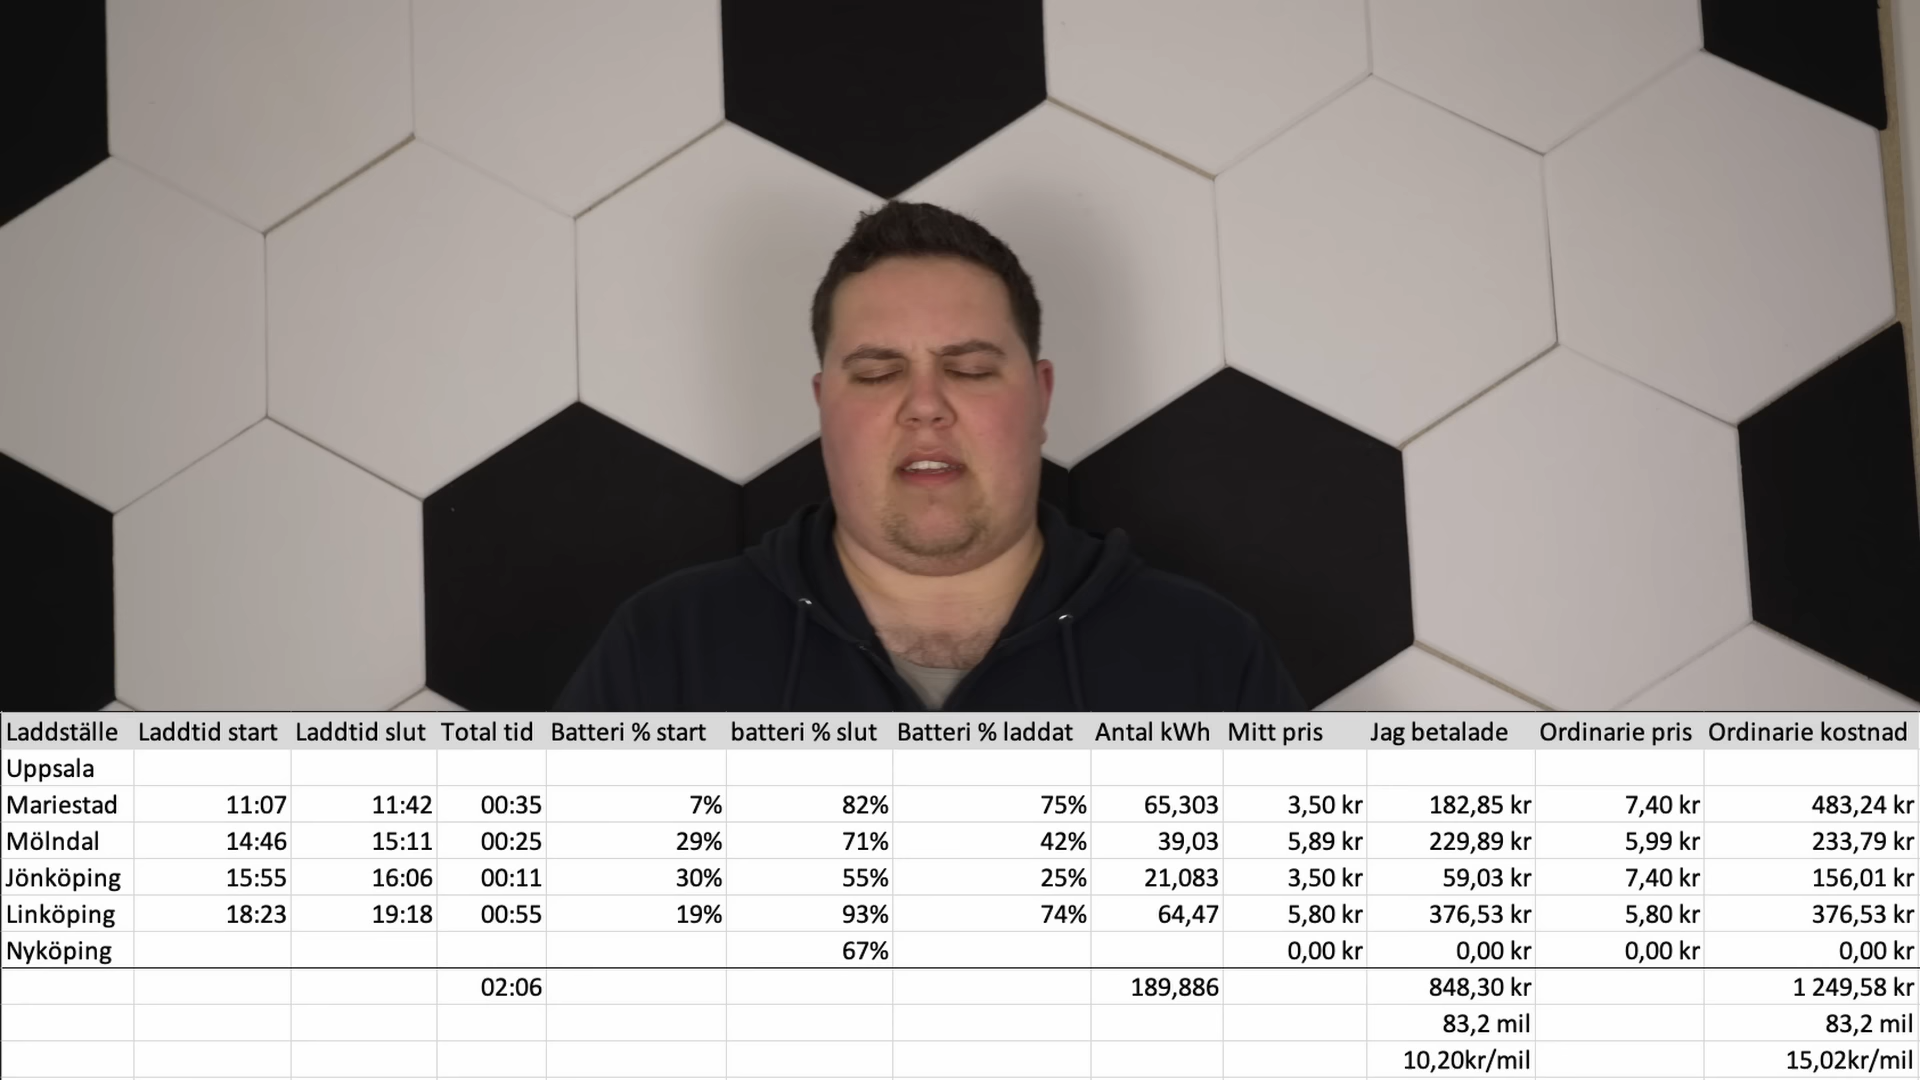 Laddställe Laddtid start Laddtid slut Total tid Batteri % start batteri % slut Batteri % laddat Antal kWh Mitt pris Jag betalade Ordinarie pris Ordinarie kostnad
Uppsala
Mariestad 11:07 11:42 00:35 7% 82% 75% 65,303 3,50 kr 182,85 kr 7,40 kr 483,24 kr
Mölndal 14:46 15:11 00:25 29% 71% 42% 39,03 5,89 kr 229,89 kr 5,99 kr 233,79 kr
Jönköping 15:55 16:06 00:11 30% 55% 25% 21,083 3,50 kr 59,03 kr 7,40 kr 156,01 kr
Linköping 18:23 19:18 00:55 19% 93% 74% 64,47 5,80 kr 376,53 kr 5,80 kr 376,53 kr
Nyköping 67% 0,00 kr 0,00 kr 0,00 kr 0,00 kr
02:06 189,886 848,30 kr 1 249,58 kr
83,2 mil 83,2 mil
10,20kr/mil 15,02kr/mil